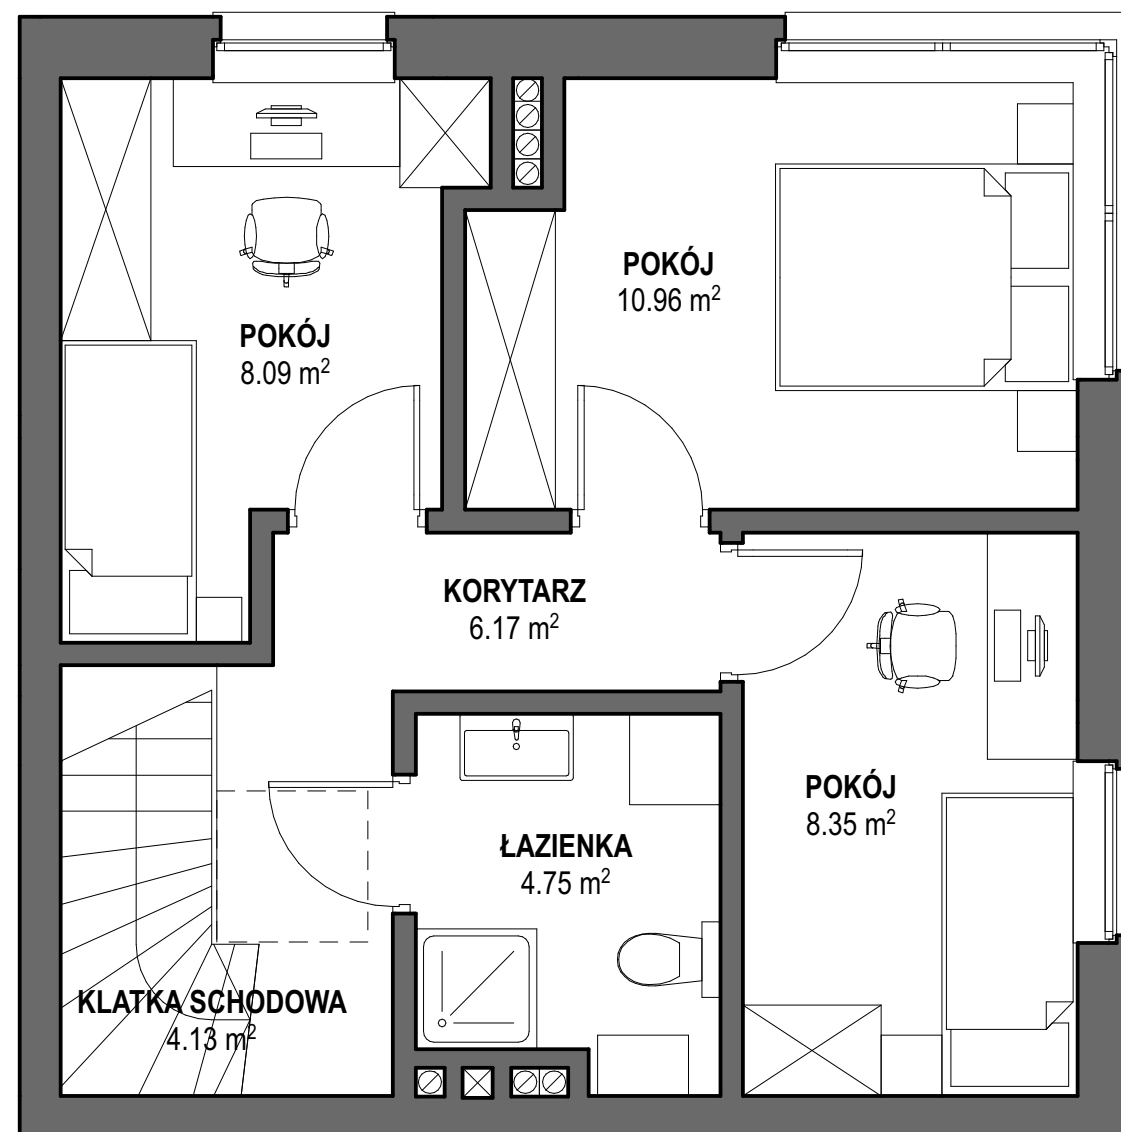 POKÓJ
10.96 m²
POKÓJ
8.09 m²
KORYTARZ
6.17 m²
POKÓJ
8.35 m²
ŁAZIENKA
4.75 m²
KLATKA SCHODOWA
4.13 m²